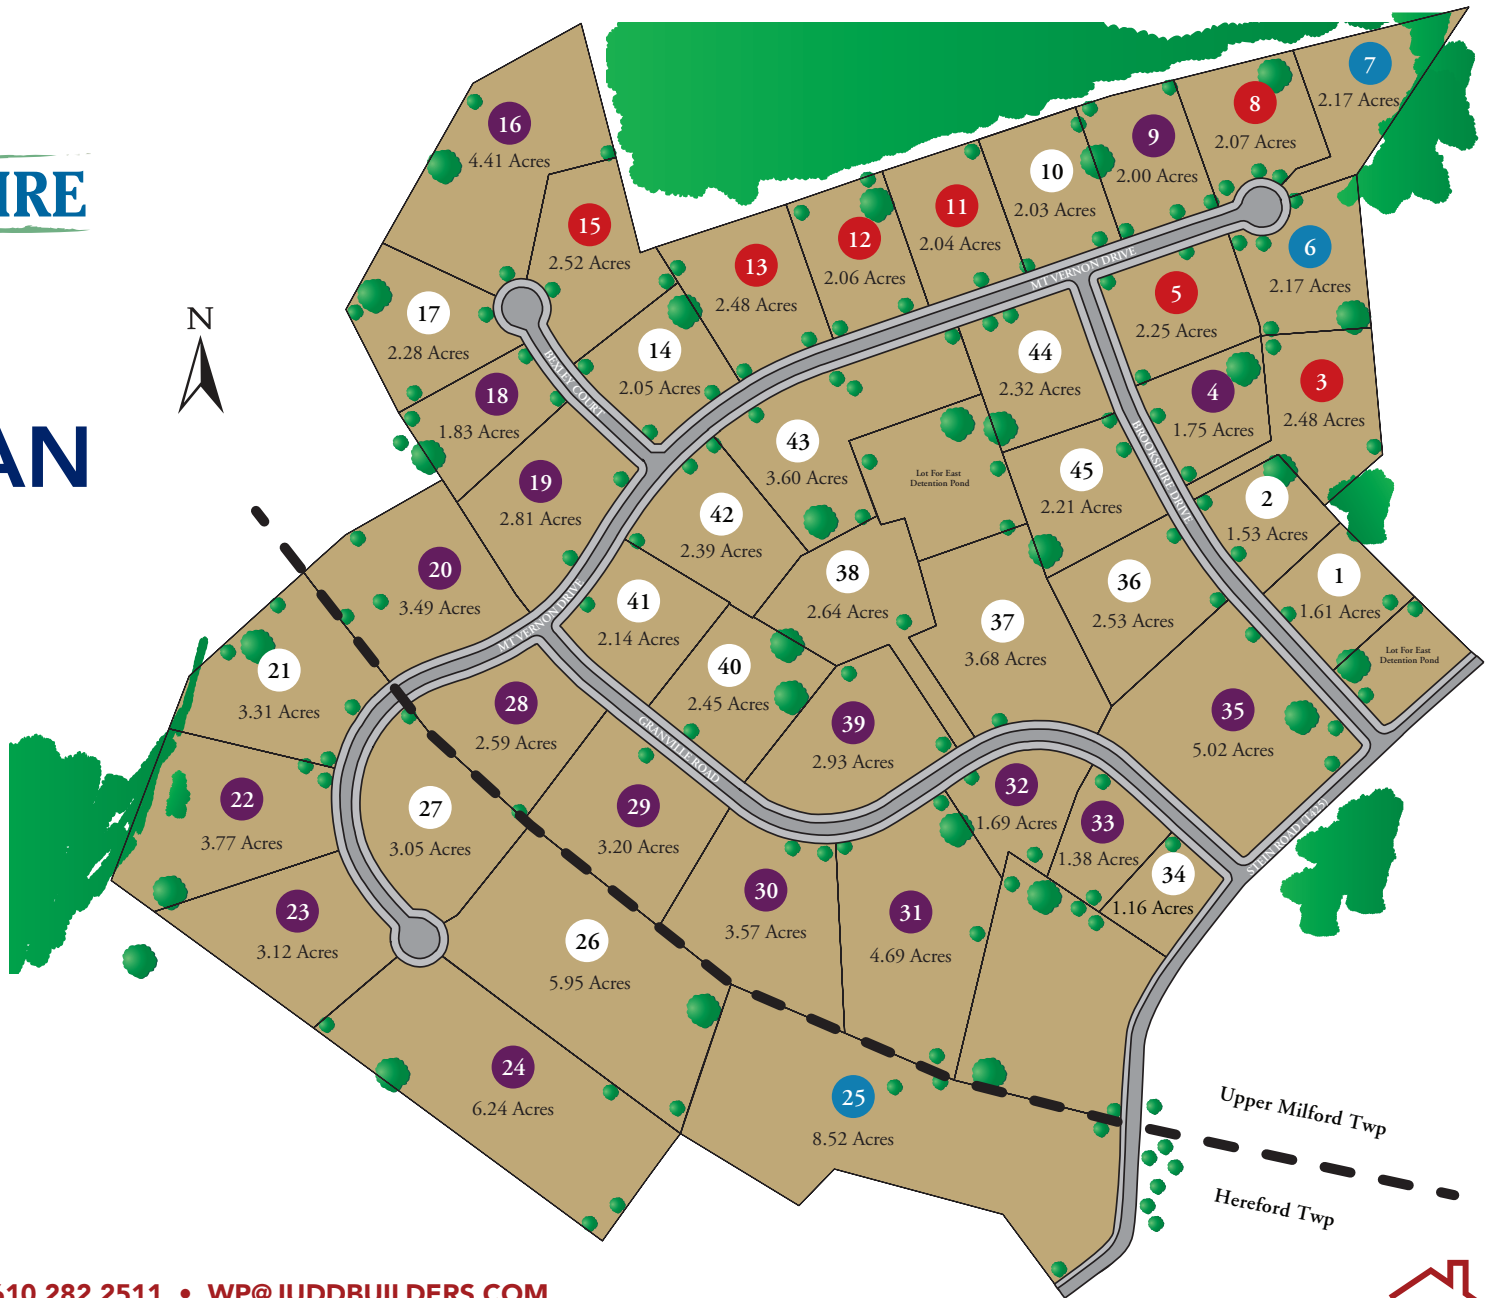 IRE
AN
N
7
2.17 Acres
8
2.07 Acres
9
2.00 Acres
10
2.03 Acres
11
2.04 Acres
12
2.06 Acres
13
2.48 Acres
16
4.41 Acres
15
2.52 Acres
14
2.05 Acres
17
2.28 Acres
18
1.83 Acres
BEXLEY COURT
MT VERNON DRIVE
6
2.17 Acres
5
2.25 Acres
4
1.75 Acres
3
2.48 Acres
44
2.32 Acres
43
3.60 Acres
Lot For East
Detention Pond
45
2.21 Acres
BROOKSHIRE DRIVE
2
1.53 Acres
1
1.61 Acres
Lot For East
Detention Pond
19
2.81 Acres
42
2.39 Acres
20
3.49 Acres
41
2.14 Acres
38
2.64 Acres
37
3.68 Acres
36
2.53 Acres
MT VERNON DRIVE
21
3.31 Acres
28
2.59 Acres
40
2.45 Acres
39
2.93 Acres
35
5.02 Acres
GRANVILLE ROAD
22
3.77 Acres
27
3.05 Acres
29
3.20 Acres
32
1.69 Acres
33
1.38 Acres
34
1.16 Acres
STEIN ROAD (T425)
23
3.12 Acres
26
5.95 Acres
30
3.57 Acres
31
4.69 Acres
24
6.24 Acres
25
8.52 Acres
Upper Milford Twp
Hereford Twp
610.282.2511 • WP@JUDDBUILDERS.COM